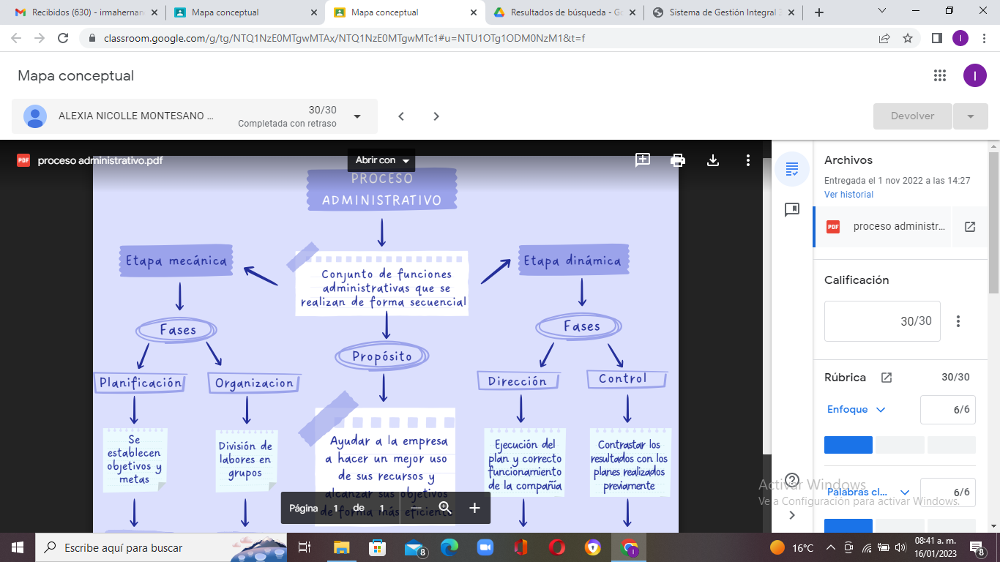 Recibidos (630) - irmahernan
Mapa conceptual
Mapa conceptual
Resultados de búsqueda - Go
Sistema de Gestión Integral
classroom.google.com/g/tg/NTQ1NzE0MTgwMTAx/NTQ1NzE0MTgwMTc1#u=NTU1OTg1ODM0NzM1&t=f
I
Mapa conceptual
I
ALEXIA NICOLLE MONTESANO ...
30/30
Completada con retraso
Devolver
PDF proceso administrativo.pdf
Abrir con
PROCESO
ADMINISTRATIVO
Etapa mecánica
Conjunto de funciones
administrativas que se
realizan de forma secuencial
Etapa dinámica
Fases
Propósito
Fases
Planificación
Organizacion
Dirección
Control
Se
establecen
objetivos y
metas
División de
labores en
grupos
Ayudar a la empresa
a hacer un mejor uso
de sus recursos y
alcanzar sus objetivos
de forma más eficiente
Ejecución del
plan y correcto
funcionamiento
de la compañía
Contrastar los
resultados con los
planes realizados
previamente
Página 1 de 1
Archivos
Entregada el 1 nov 2022 a las 14:27
Ver historial
PDF proceso administr...
Calificación
30/30
Rúbrica 30/30
Enfoque 6/6
Palabras cl... 6/6
Activar Windows
Ve a Configuración para activar Windows.
Escribe aquí para buscar
8
16°C
08:41 a. m.
16/01/2023
8